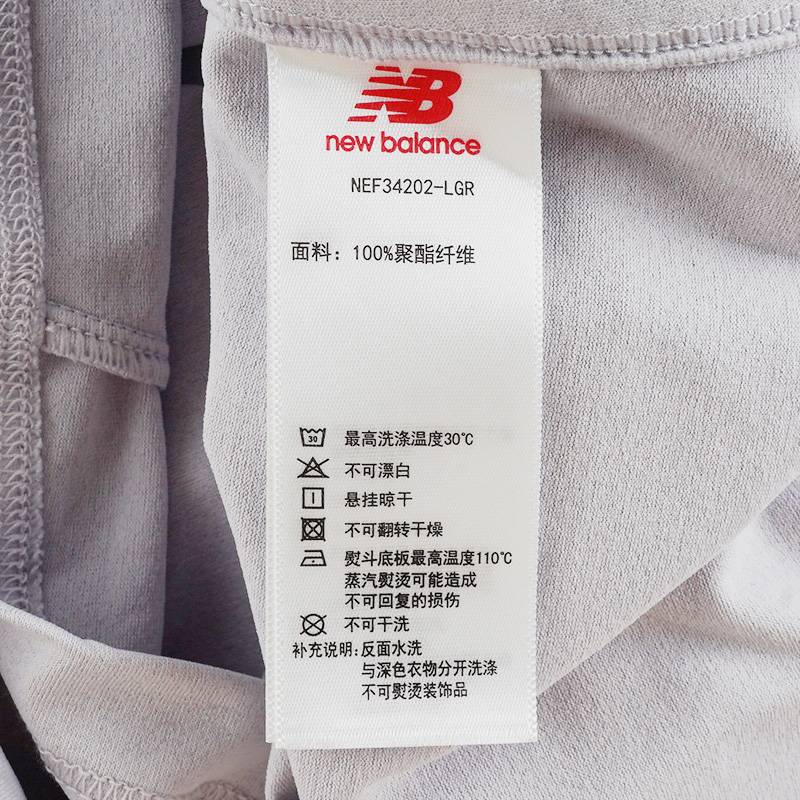 NB
new balance
NEF34202-LGR
面料：100%聚酯纤维
30 最高洗涤温度30℃
不可漂白
悬挂晾干
不可翻转干燥
熨斗底板最高温度110℃
蒸汽熨烫可能造成
不可回复的损伤
不可干洗
补充说明:反面水洗
与深色衣物分开洗涤
不可熨烫装饰品